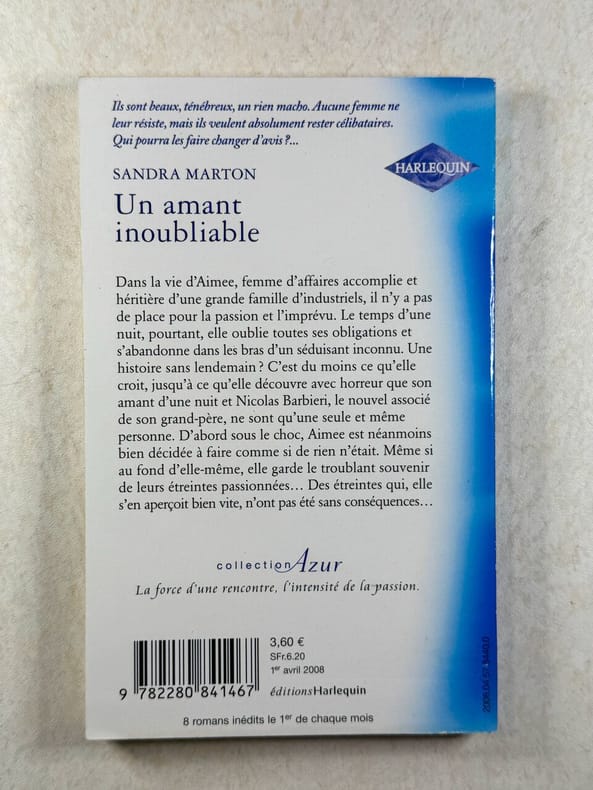 Ils sont beaux, ténébreux, un rien macho. Aucune femme ne
leur résiste, mais ils veulent absolument rester célibataires.
Qui pourra les faire changer d'avis ?...
HARLEQUIN
SANDRA MARTON
Un amant
inoubliable
Dans la vie d'Aimee, femme d'affaires accomplie et
héritière d'une grande famille d'industriels, il n'y a pas
de place pour la passion et l'imprévu. Le temps d'une
nuit, pourtant, elle oublie toutes ses obligations et
s'abandonne dans les bras d'un séduisant inconnu. Une
histoire sans lendemain ? C'est du moins ce qu'elle
croit, jusqu'à ce qu'elle découvre avec horreur que son
amant d'une nuit et Nicolas Barbieri, le nouvel associé
de son grand-père, ne sont qu'une seule et même
personne. D'abord sous le choc, Aimee est néanmoins
bien décidée à faire comme si de rien n'était. Même si
au fond d'elle-même, elle garde le troublant souvenir
de leurs étreintes passionnées… Des étreintes qui, elle
s'en aperçoit bien vite, n'ont pas été sans conséquences…
collection Azur
La force d'une rencontre, l'intensité de la passion.
3,60 €
SFr.6.20
1er avril 2008
9 782280 841467
éditions Harlequin
8 romans inédits le 1er de chaque mois